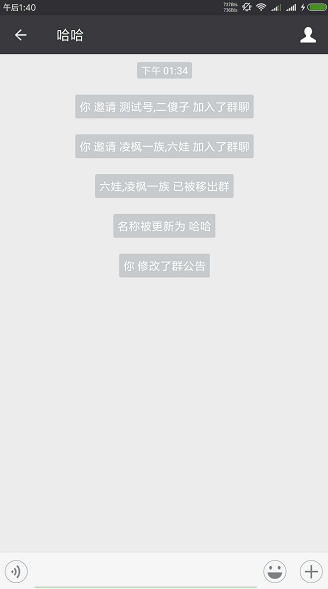 午后1:40
哈哈
下午 01:34
你 邀请 测试号,二傻子 加入了群聊
你 邀请 凌枫一族,六娃 加入了群聊
六娃,凌枫一族 已被移出群
名称被更新为 哈哈
你 修改了群公告